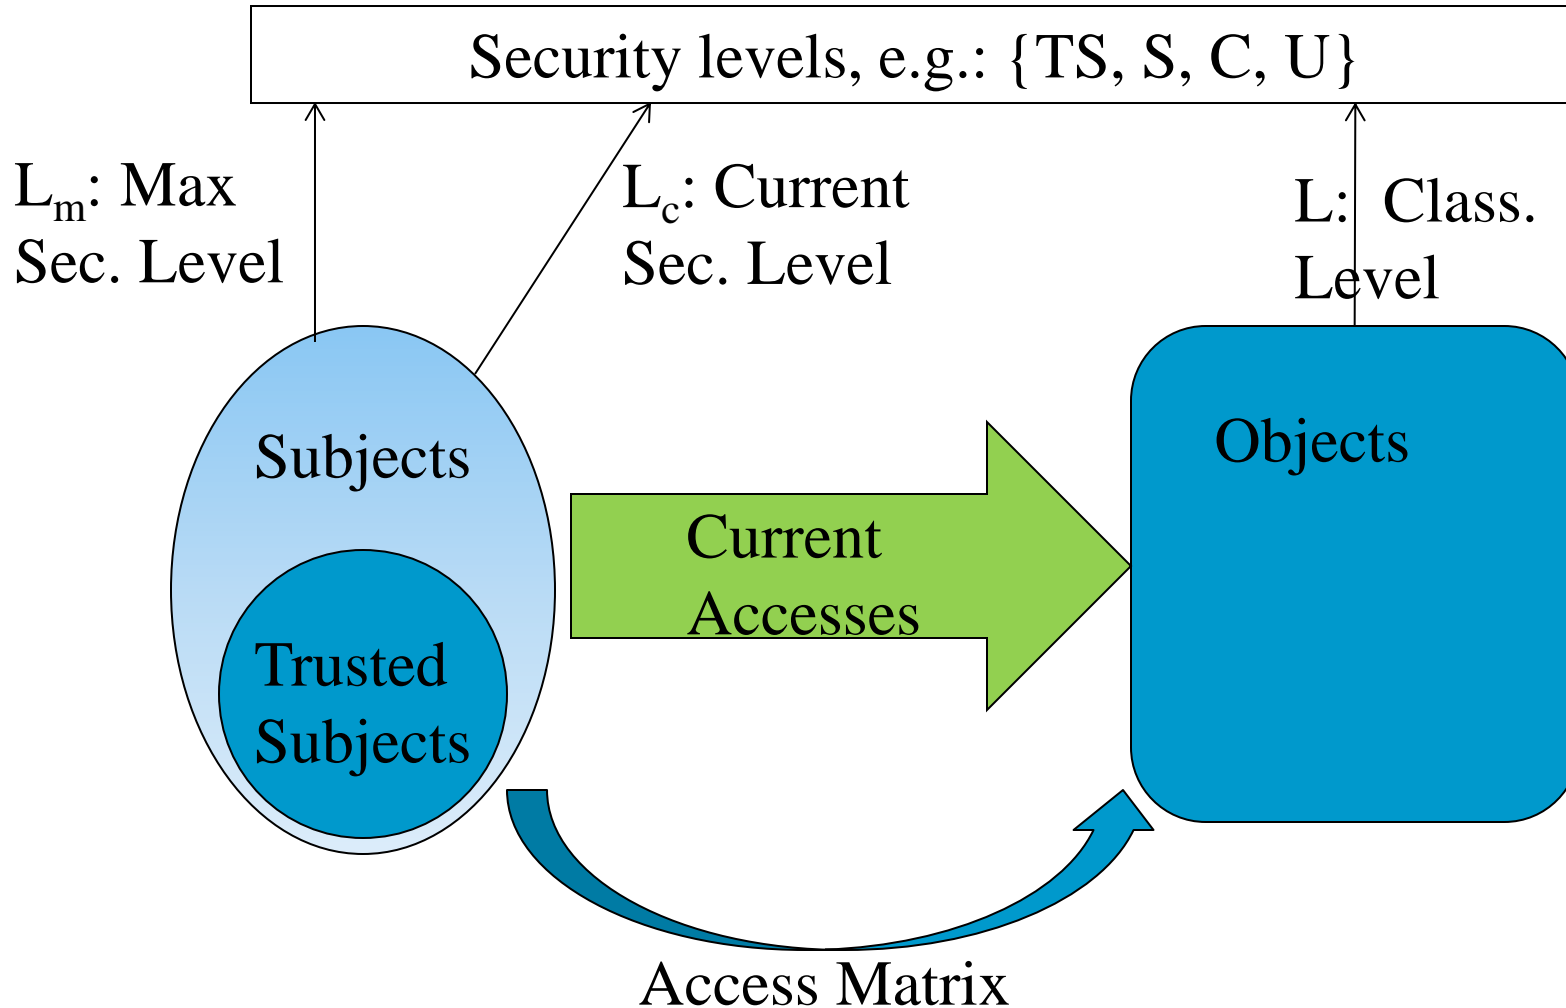 Security levels, e.g.: {TS, S, C, U}
Lm: Max
Sec. Level
Lc: Current
Sec. Level
L: Class.
Level
Subjects
Trusted
Subjects
Current
Accesses
Objects
Access Matrix